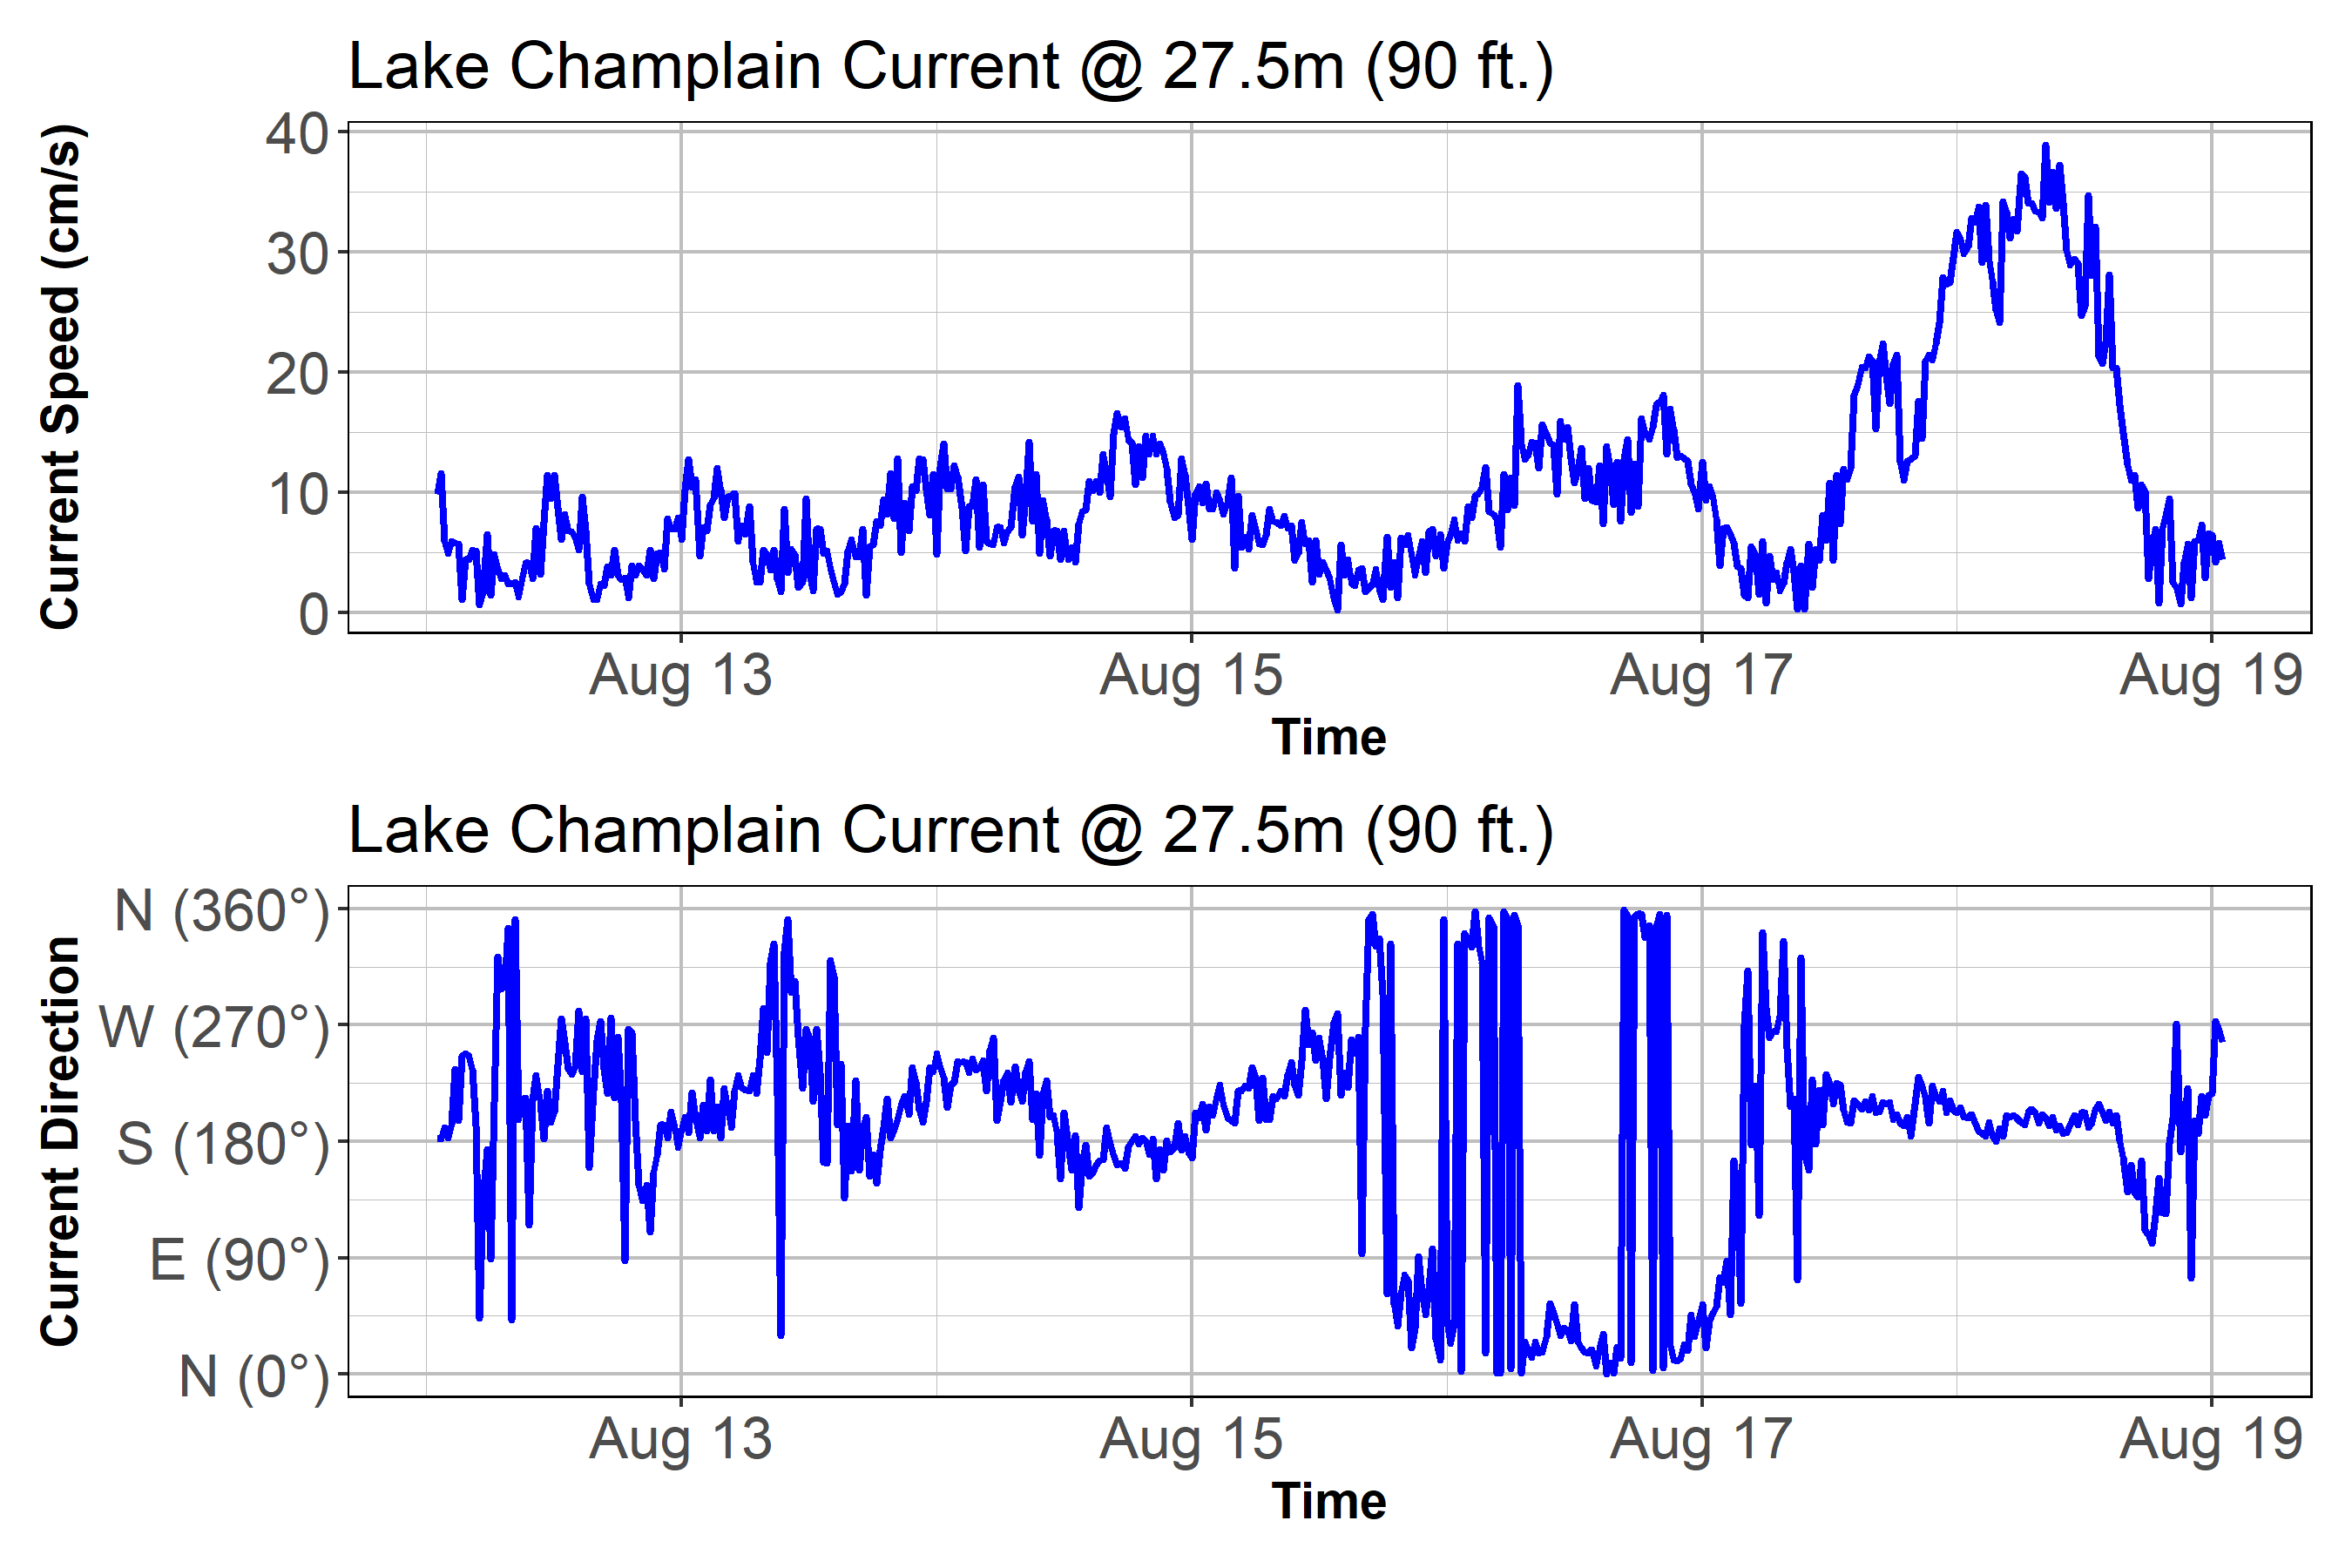 Lake Champlain Current @ 27.5m (90 ft.)
Current Speed (cm/s)
40
30
20
10
0
Aug 13 Aug 15 Aug 17 Aug 19
Time
Lake Champlain Current @ 27.5m (90 ft.)
Current Direction
N (360°)
W (270°)
S (180°)
E (90°)
N (0°)
Aug 13 Aug 15 Aug 17 Aug 19
Time